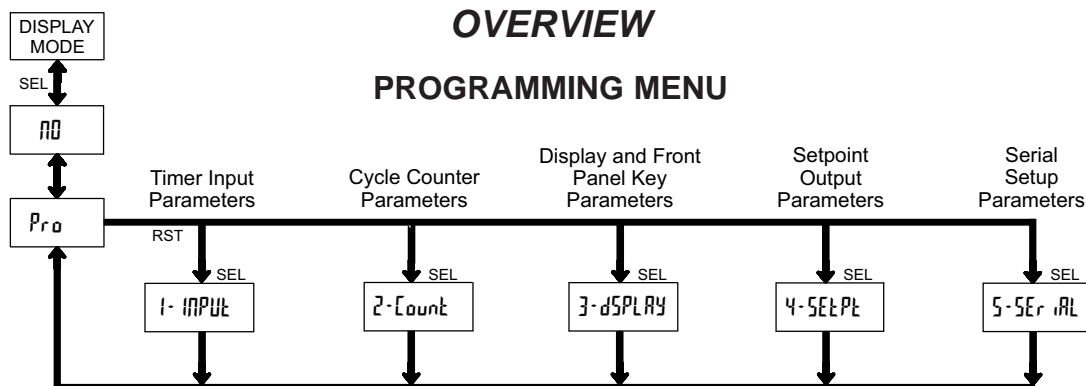 OVERVIEW
PROGRAMMING MENU
DISPLAY
MODE
SEL
NO
Pro
RST
Timer Input
Parameters
Cycle Counter
Parameters
Display and Front
Panel Key
Parameters
Setpoint
Output
Parameters
Serial
Setup
Parameters
SEL
SEL
SEL
SEL
SEL
1-INPUt
2-Count
3-dSPLAY
4-SEtPt
5-SEriAL